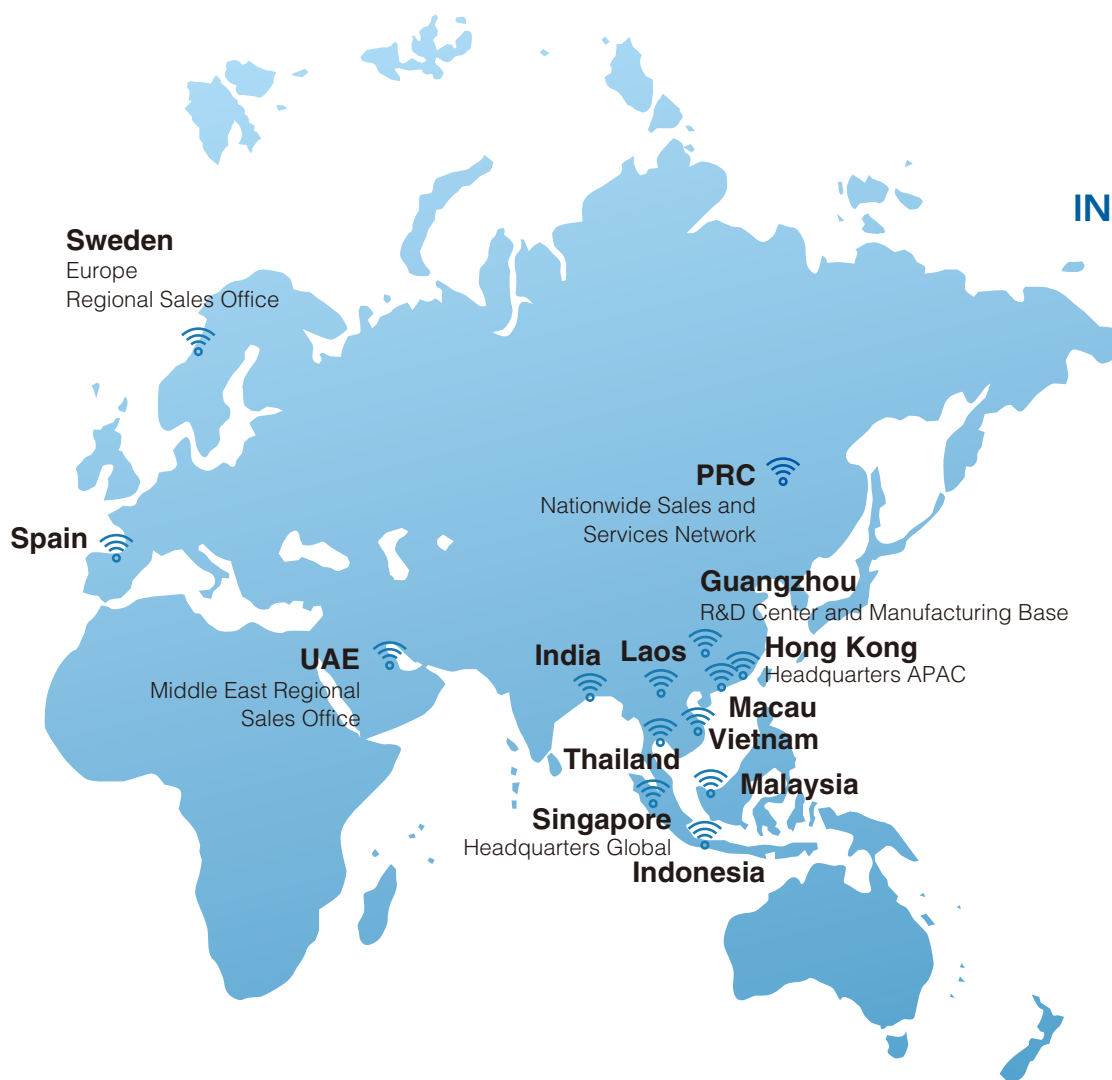 IN
Sweden
Europe
Regional Sales Office
PRC
Nationwide Sales and
Services Network
Spain
Guangzhou
R&D Center and Manufacturing Base
UAE
Middle East Regional
Sales Office
India
Laos
Hong Kong
Headquarters APAC
Macau
Vietnam
Thailand
Malaysia
Singapore
Headquarters Global
Indonesia